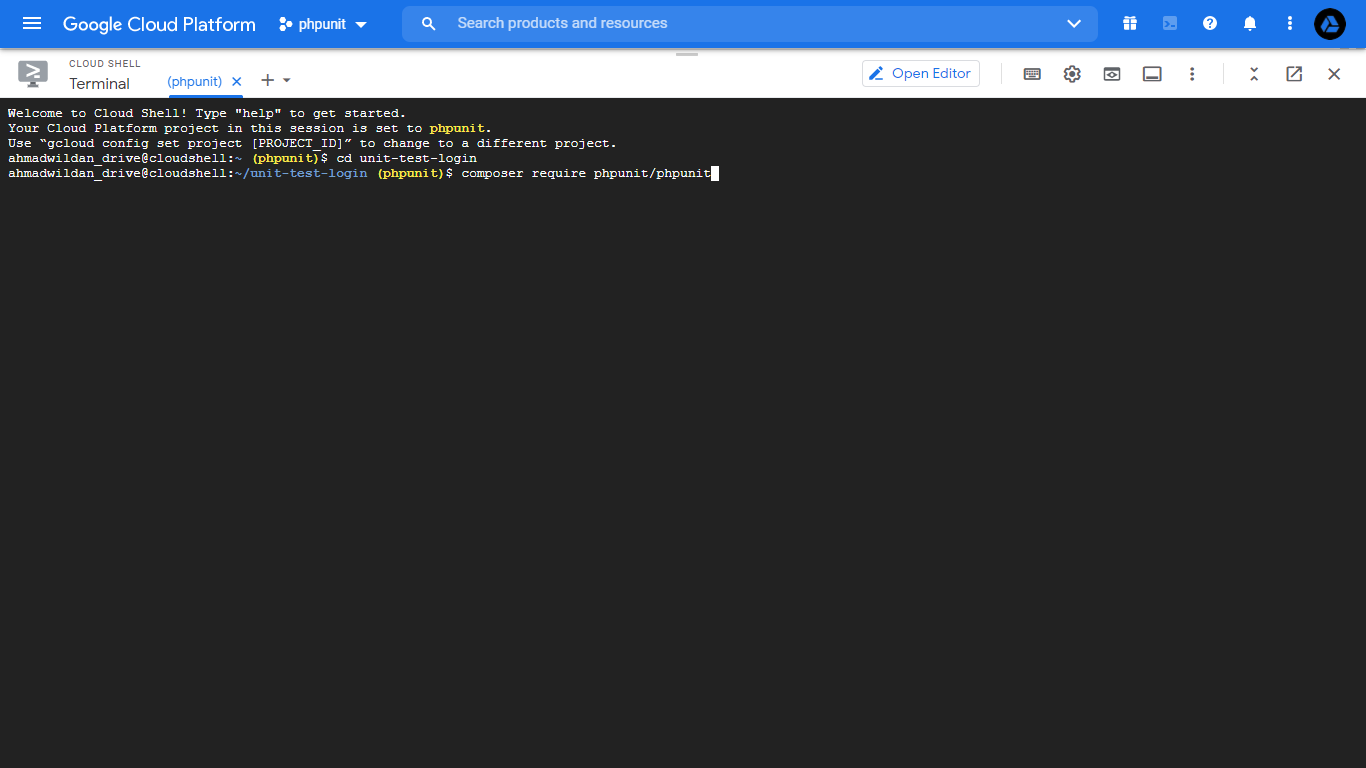 Google Cloud Platform
phpunit
Search products and resources
CLOUD SHELL
Terminal
(phpunit)
Open Editor
Welcome to Cloud Shell! Type "help" to get started.
Your Cloud Platform project in this session is set to phpunit.
Use “gcloud config set project [PROJECT_ID]” to change to a different project.
ahmadwildan_drive@cloudshell:~ (phpunit)$ cd unit-test-login
ahmadwildan_drive@cloudshell:~/unit-test-login (phpunit)$ composer require phpunit/phpunit